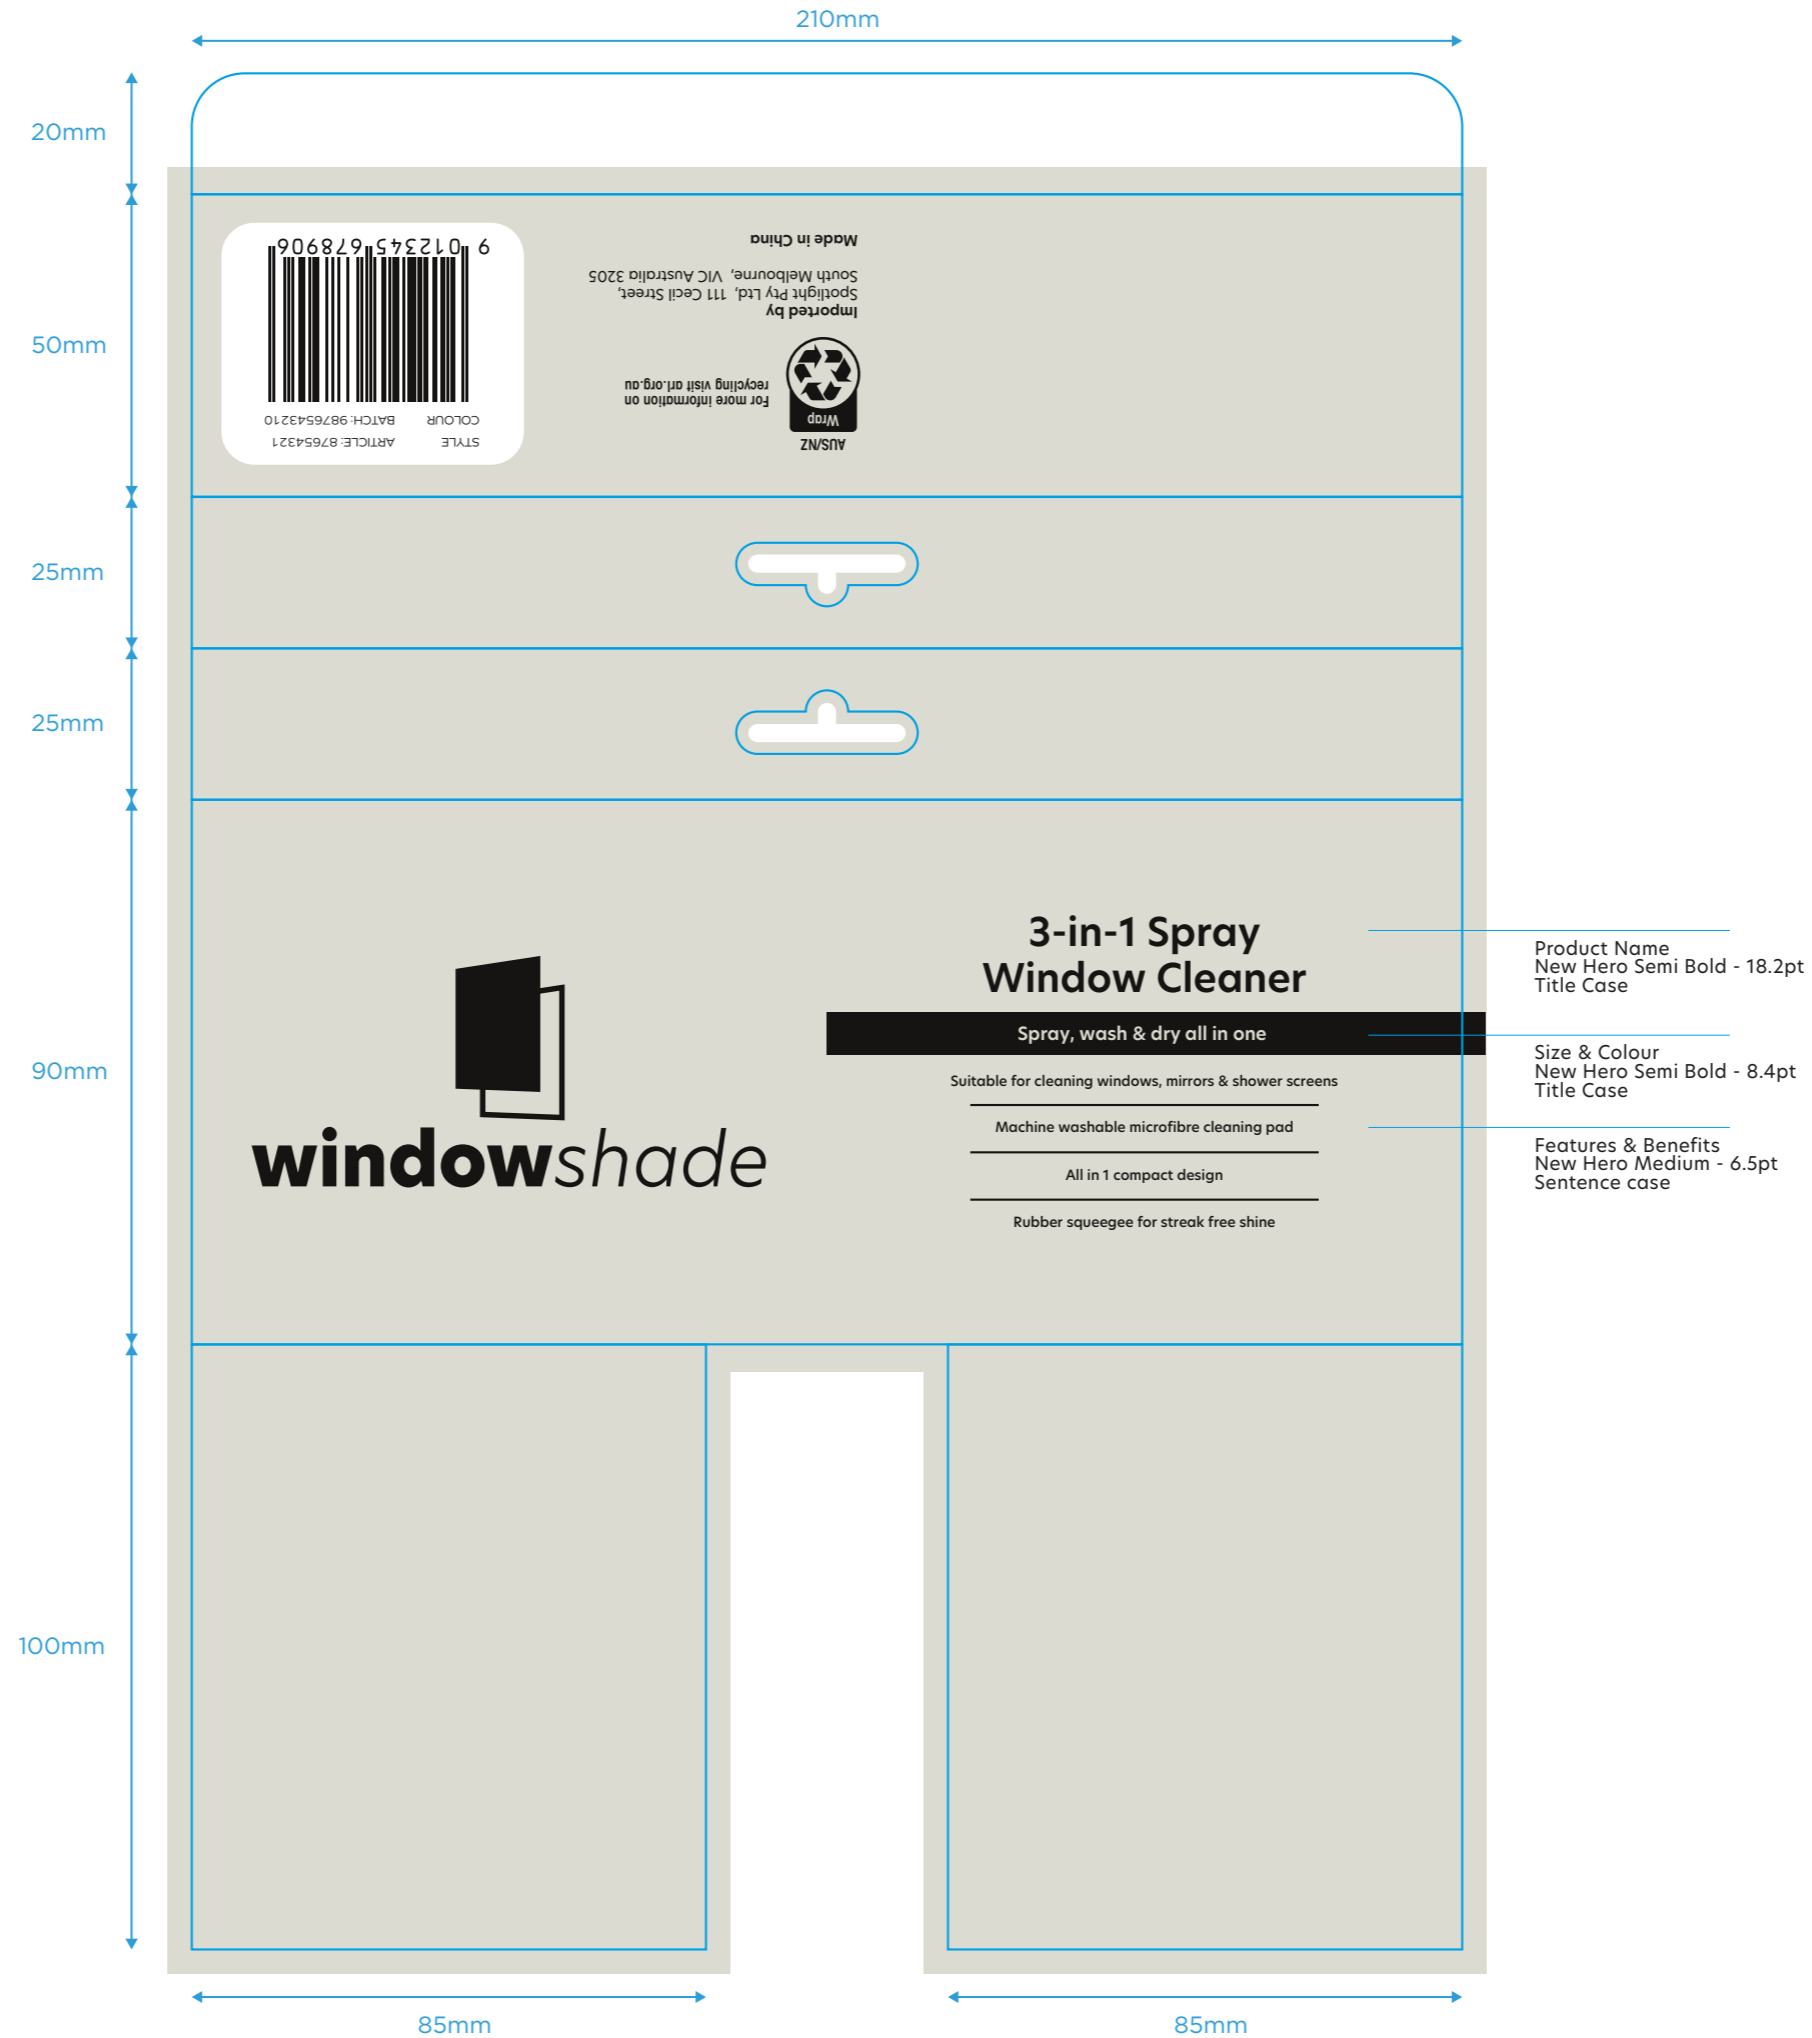 210mm
20mm
50mm
25mm
25mm
90mm
100mm
85mm
85mm
STYLE ARTICLE: 87654321
COLOUR BATCH: 9876543210
9 012345 678906
AUS/NZ
Wrap
For more information on
recycling visit arl.org.au
Imported by
Spotlight Pty Ltd, 111 Cecil Street,
South Melbourne, VIC Australia 3205
Made in China
windowshade
3-in-1 Spray
Window Cleaner
Spray, wash & dry all in one
Suitable for cleaning windows, mirrors & shower screens
Machine washable microfibre cleaning pad
All in 1 compact design
Rubber squeegee for streak free shine
Product Name
New Hero Semi Bold - 18.2pt
Title Case
Size & Colour
New Hero Semi Bold - 8.4pt
Title Case
Features & Benefits
New Hero Medium - 6.5pt
Sentence case